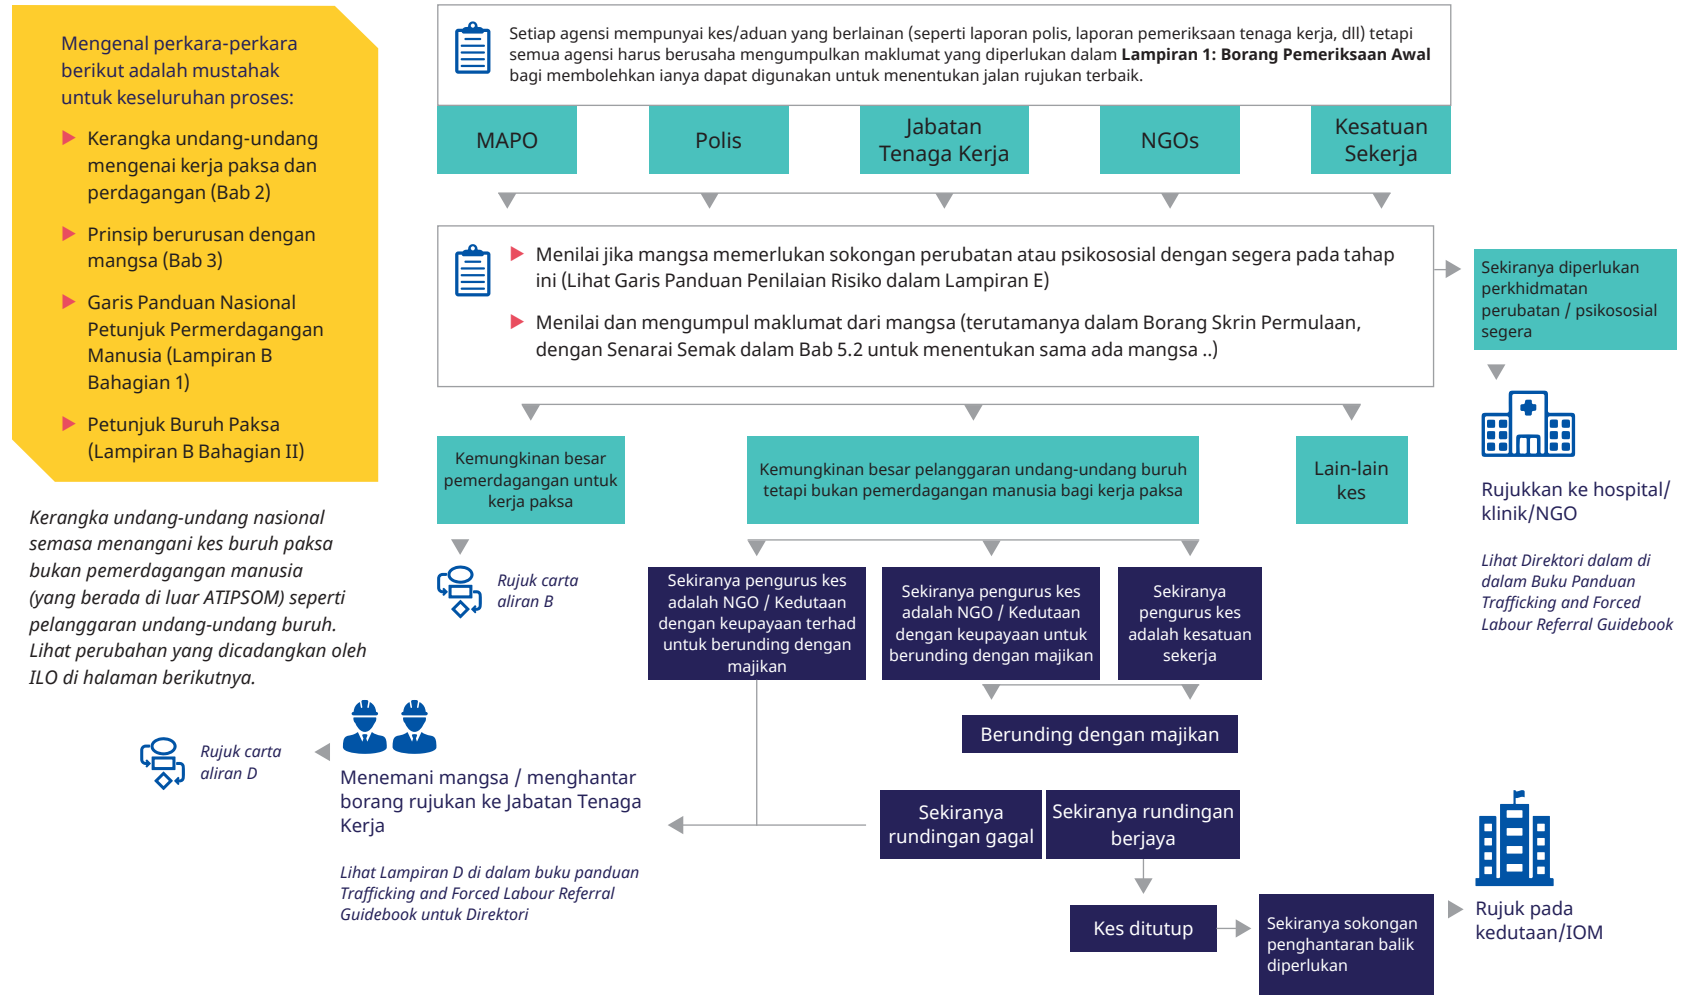 Mengenal perkara-perkara
berikut adalah mustahak
untuk keseluruhan proses:
Kerangka undang-undang
mengenai kerja paksa dan
perdagangan (Bab 2)
Prinsip berurusan dengan
mangsa (Bab 3)
Garis Panduan Nasional
Petunjuk Permerdagangan
Manusia (Lampiran B
Bahagian 1)
Petunjuk Buruh Paksa
(Lampiran B Bahagian II)
Kerangka undang-undang nasional
semasa menangani kes buruh paksa
bukan pemerdagangan manusia
(yang berada di luar ATIPSOM) seperti
pelanggaran undang-undang buruh.
Lihat perubahan yang dicadangkan oleh
ILO di halaman berikutnya.
Setiap agensi mempunyai kes/aduan yang berlainan (seperti laporan polis, laporan pemeriksaan tenaga kerja, dll) tetapi
semua agensi harus berusaha mengumpulkan maklumat yang diperlukan dalam Lampiran 1: Borang Pemeriksaan Awal
bagi membolehkan ianya dapat digunakan untuk menentukan jalan rujukan terbaik.
MAPO
Polis
Jabatan
Tenaga Kerja
NGOs
Kesatuan
Sekerja
Menilai jika mangsa memerlukan sokongan perubatan atau psikososial dengan segera pada tahap
ini (Lihat Garis Panduan Penilaian Risiko dalam Lampiran E)
Menilai dan mengumpul maklumat dari mangsa (terutamanya dalam Borang Skrin Permulaan,
dengan Senarai Semak dalam Bab 5.2 untuk menentukan sama ada mangsa ..)
Sekiranya diperlukan
perkhidmatan
perubatan / psikososial
segera
Rujukkan ke hospital/
klinik/NGO
Lihat Direktori dalam di
dalam Buku Panduan
Trafficking and Forced
Labour Referral Guidebook
Kemungkinan besar
pemerdagangan untuk
kerja paksa
Kemungkinan besar pelanggaran undang-undang buruh
tetapi bukan pemerdagangan manusia bagi kerja paksa
Lain-lain
kes
Rujuk carta
aliran B
Sekiranya pengurus kes
adalah NGO / Kedutaan
dengan keupayaan terhad
untuk berunding dengan
majikan
Sekiranya pengurus kes
adalah NGO / Kedutaan
dengan keupayaan untuk
berunding dengan majikan
Sekiranya
pengurus kes
adalah kesatuan
sekerja
Berunding dengan majikan
Rujuk carta
aliran D
Menemani mangsa / menghantar
borang rujukan ke Jabatan Tenaga
Kerja
Lihat Lampiran D di dalam buku panduan
Trafficking and Forced Labour Referral
Guidebook untuk Direktori
Sekiranya
rundingan gagal
Sekiranya rundingan
berjaya
Kes ditutup
Sekiranya sokongan
penghantaran balik
diperlukan
Rujuk pada
kedutaan/IOM